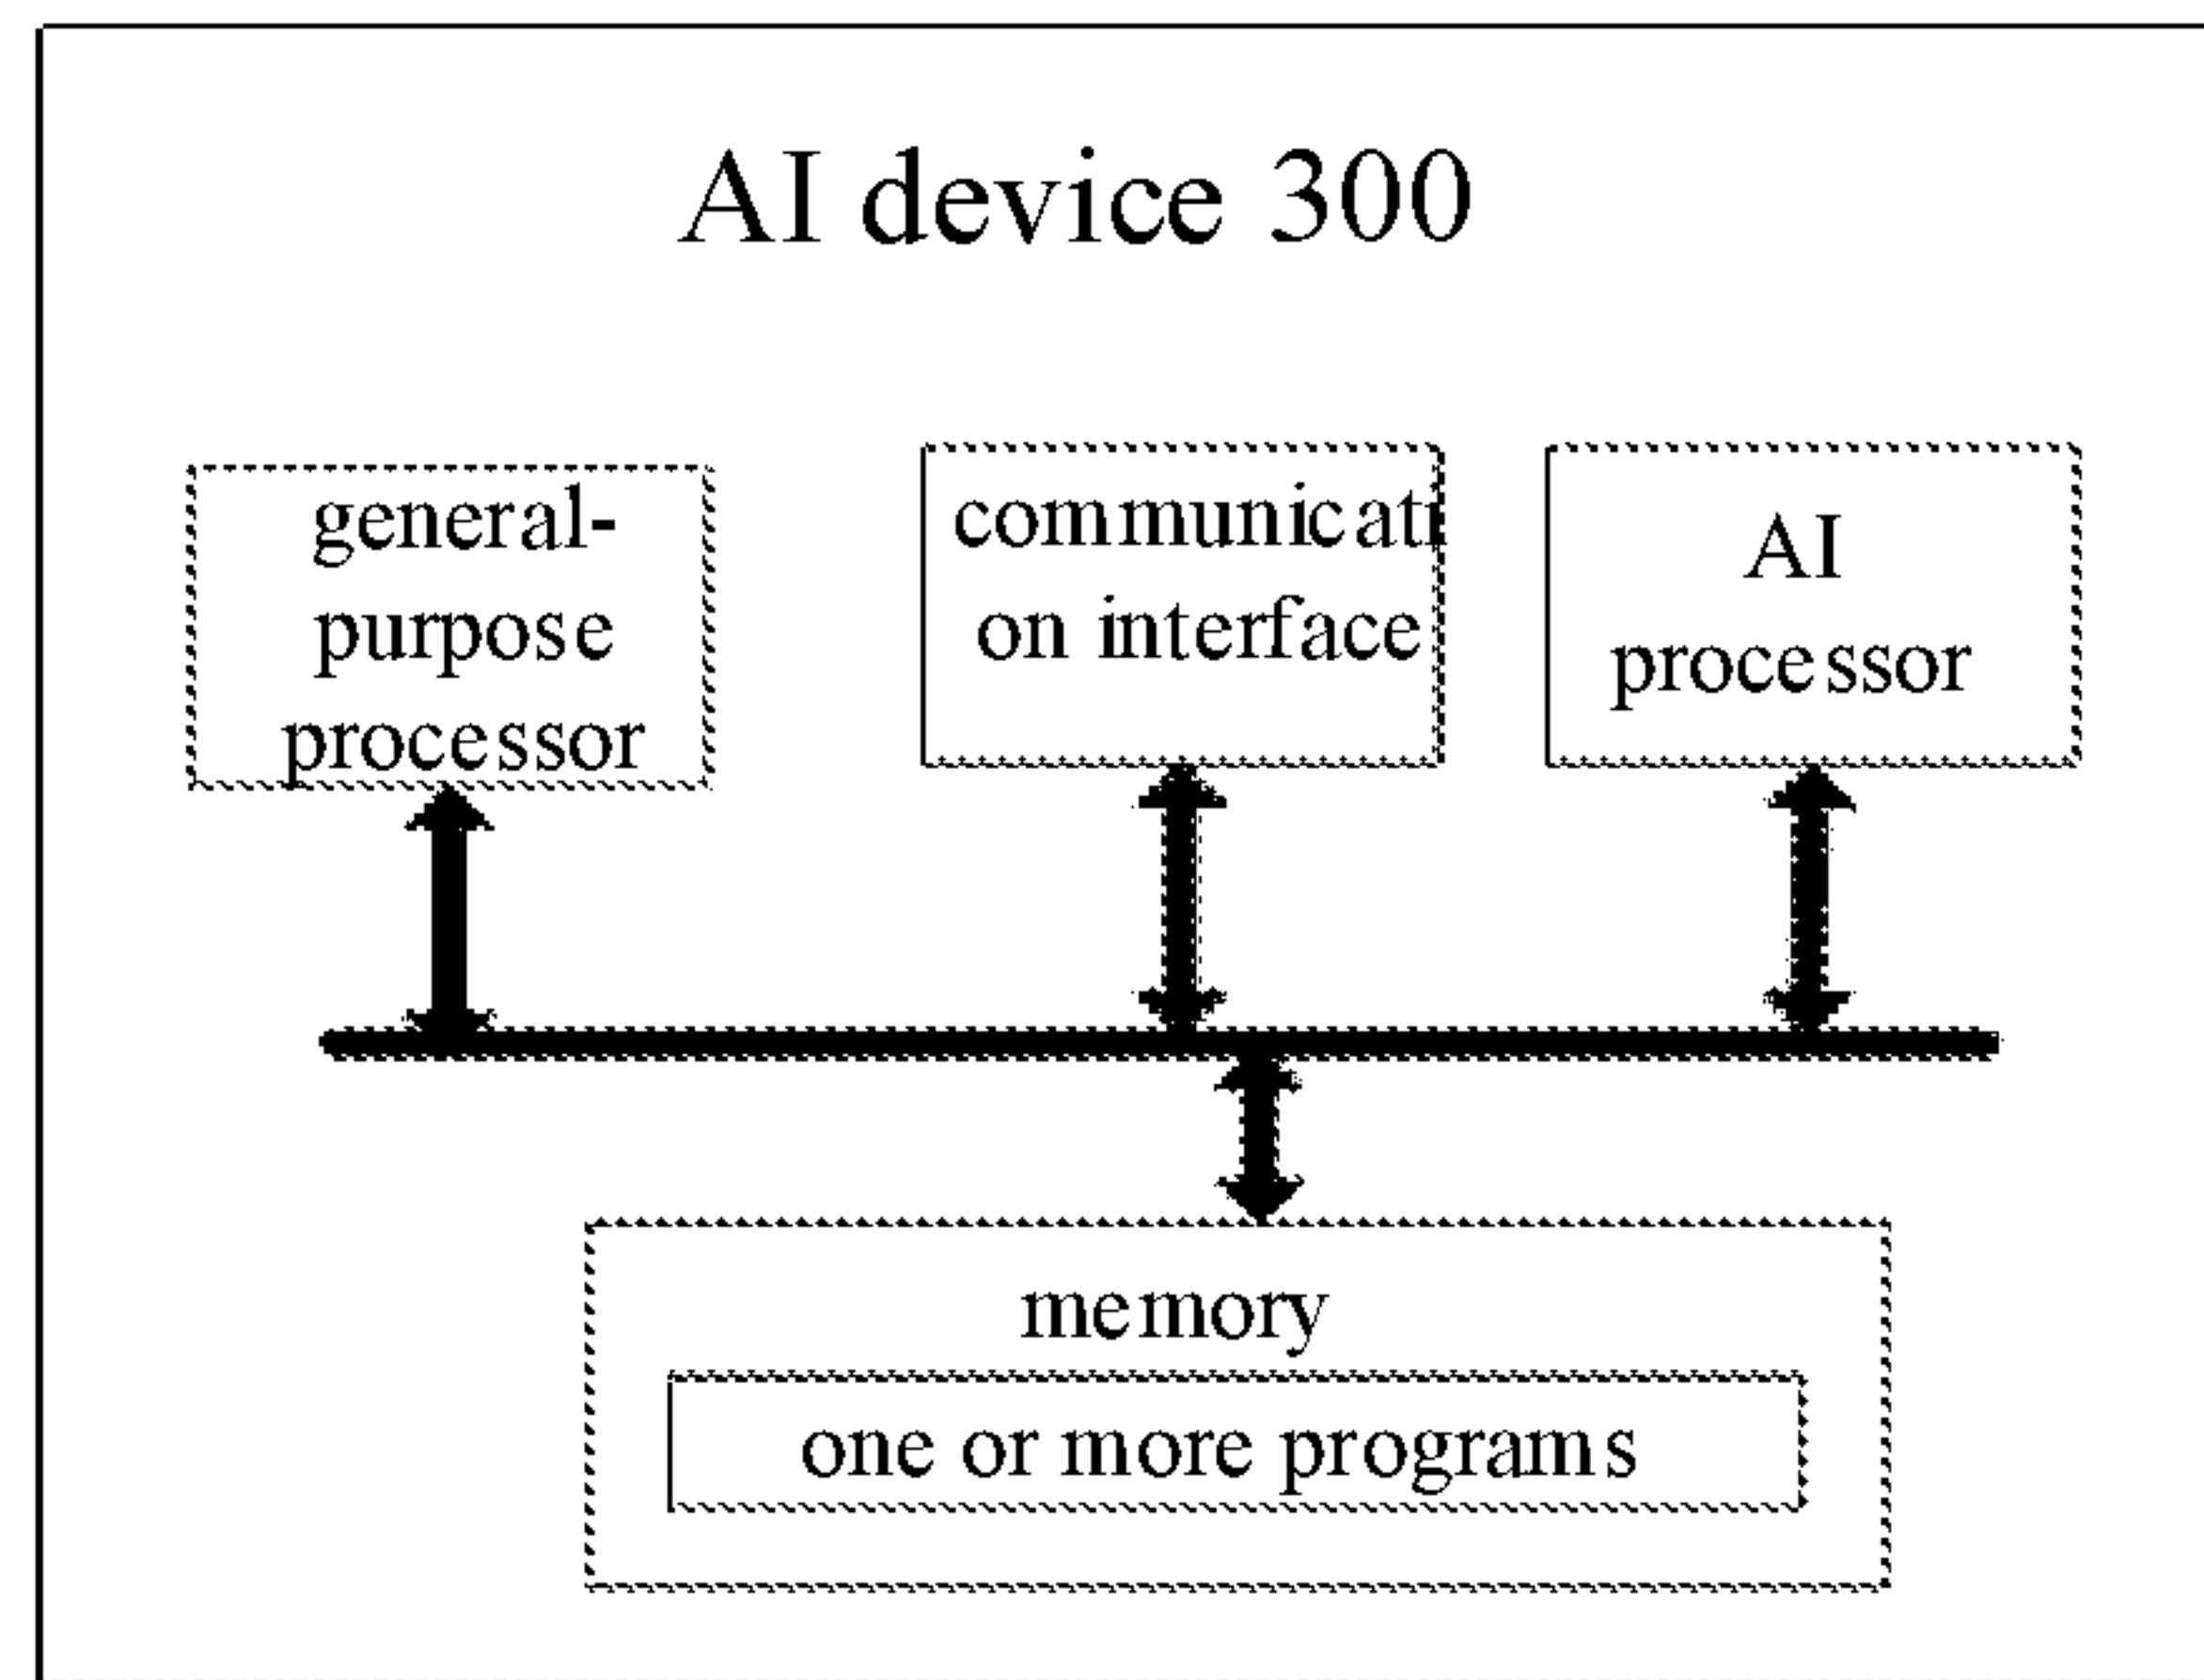 AI device 300
general-
purpose
processor
communicati
on interface
AI
processor
memory
one or more programs